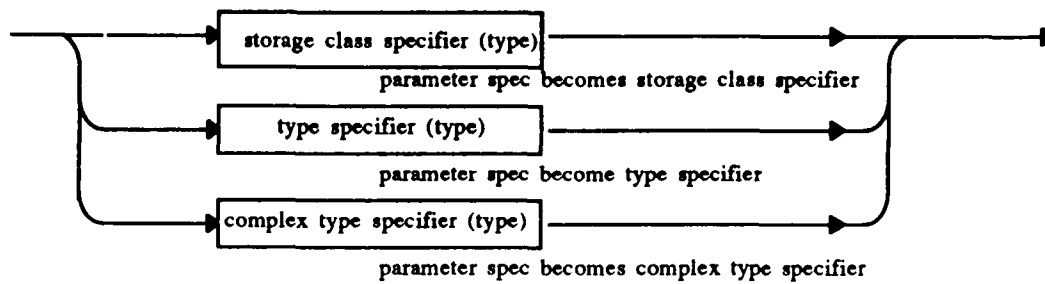 storage class specifier (type)
parameter spec becomes storage class specifier
type specifier (type)
parameter spec become type specifier
complex type specifier (type)
parameter spec becomes complex type specifier